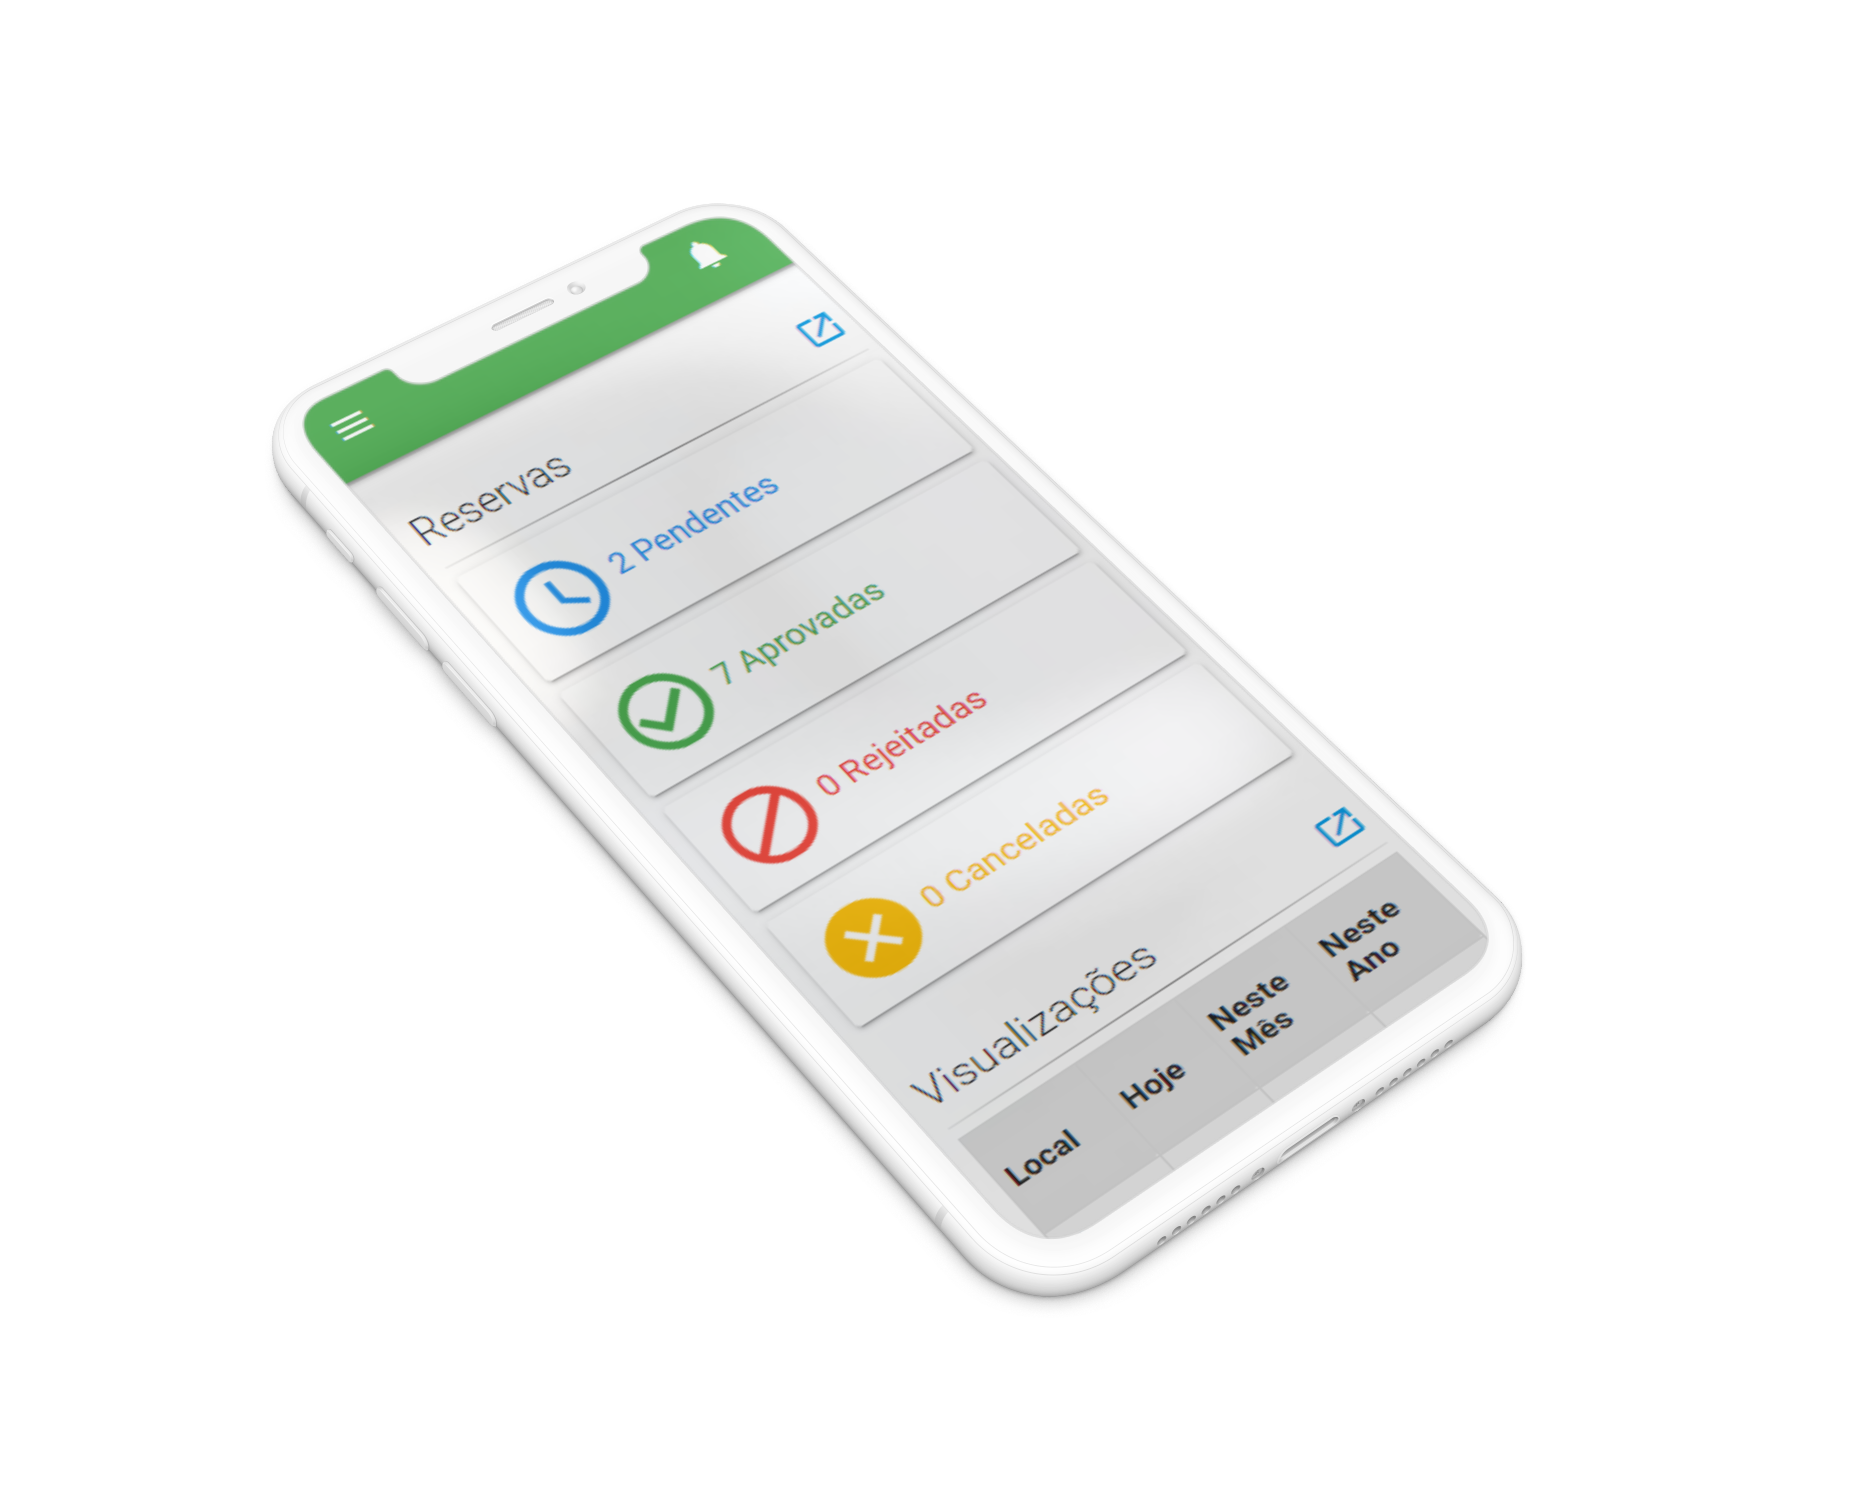 Reservas
2 Pendentes
7 Aprovadas
0 Rejeitadas
0 Canceladas
Visualizações
Local
Hoje
Neste
Mês
Neste
Ano